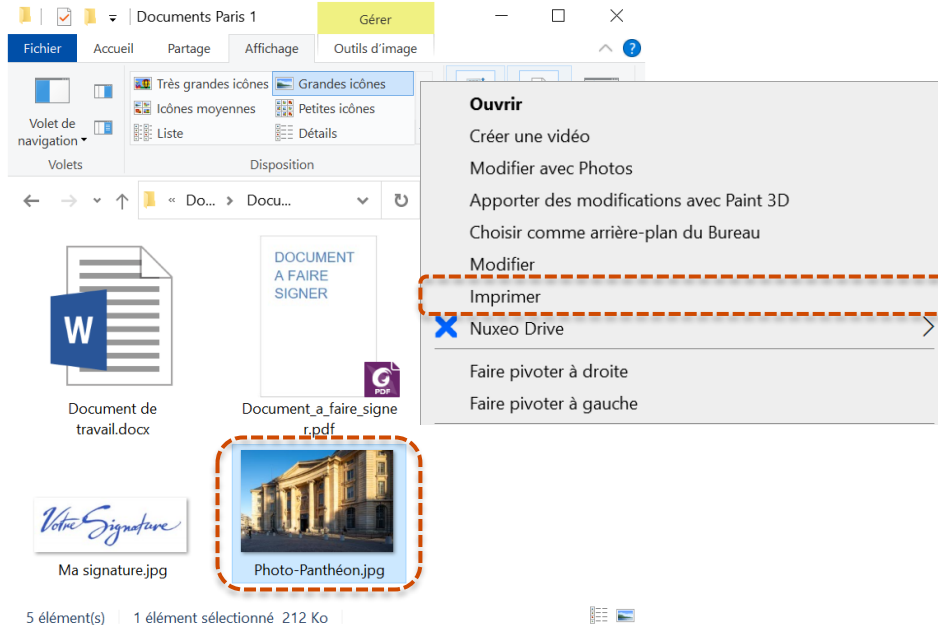 Documents Paris 1
Gérer
Fichier
Accueil
Partage
Affichage
Outils d’image
?
Volet de
navigation
Très grandes icônes
Grandes icônes
Icônes moyennes
Petites icônes
Liste
Détails
Volets
Disposition
« Do... > Docu...
Ouvrir
Créer une vidéo
Modifier avec Photos
Apporter des modifications avec Paint 3D
Choisir comme arrière-plan du Bureau
Modifier
Imprimer
Nuxeo Drive
Faire pivoter à droite
Faire pivoter à gauche
W
DOCUMENT
A FAIRE
SIGNER
G
PDF
Document de
travail.docx
Document_a_faire_signe
r.pdf
Votre Signature
Ma signature.jpg
Photo-Panthéon.jpg
5 élément(s)
1 élément sélectionné 212 Ko